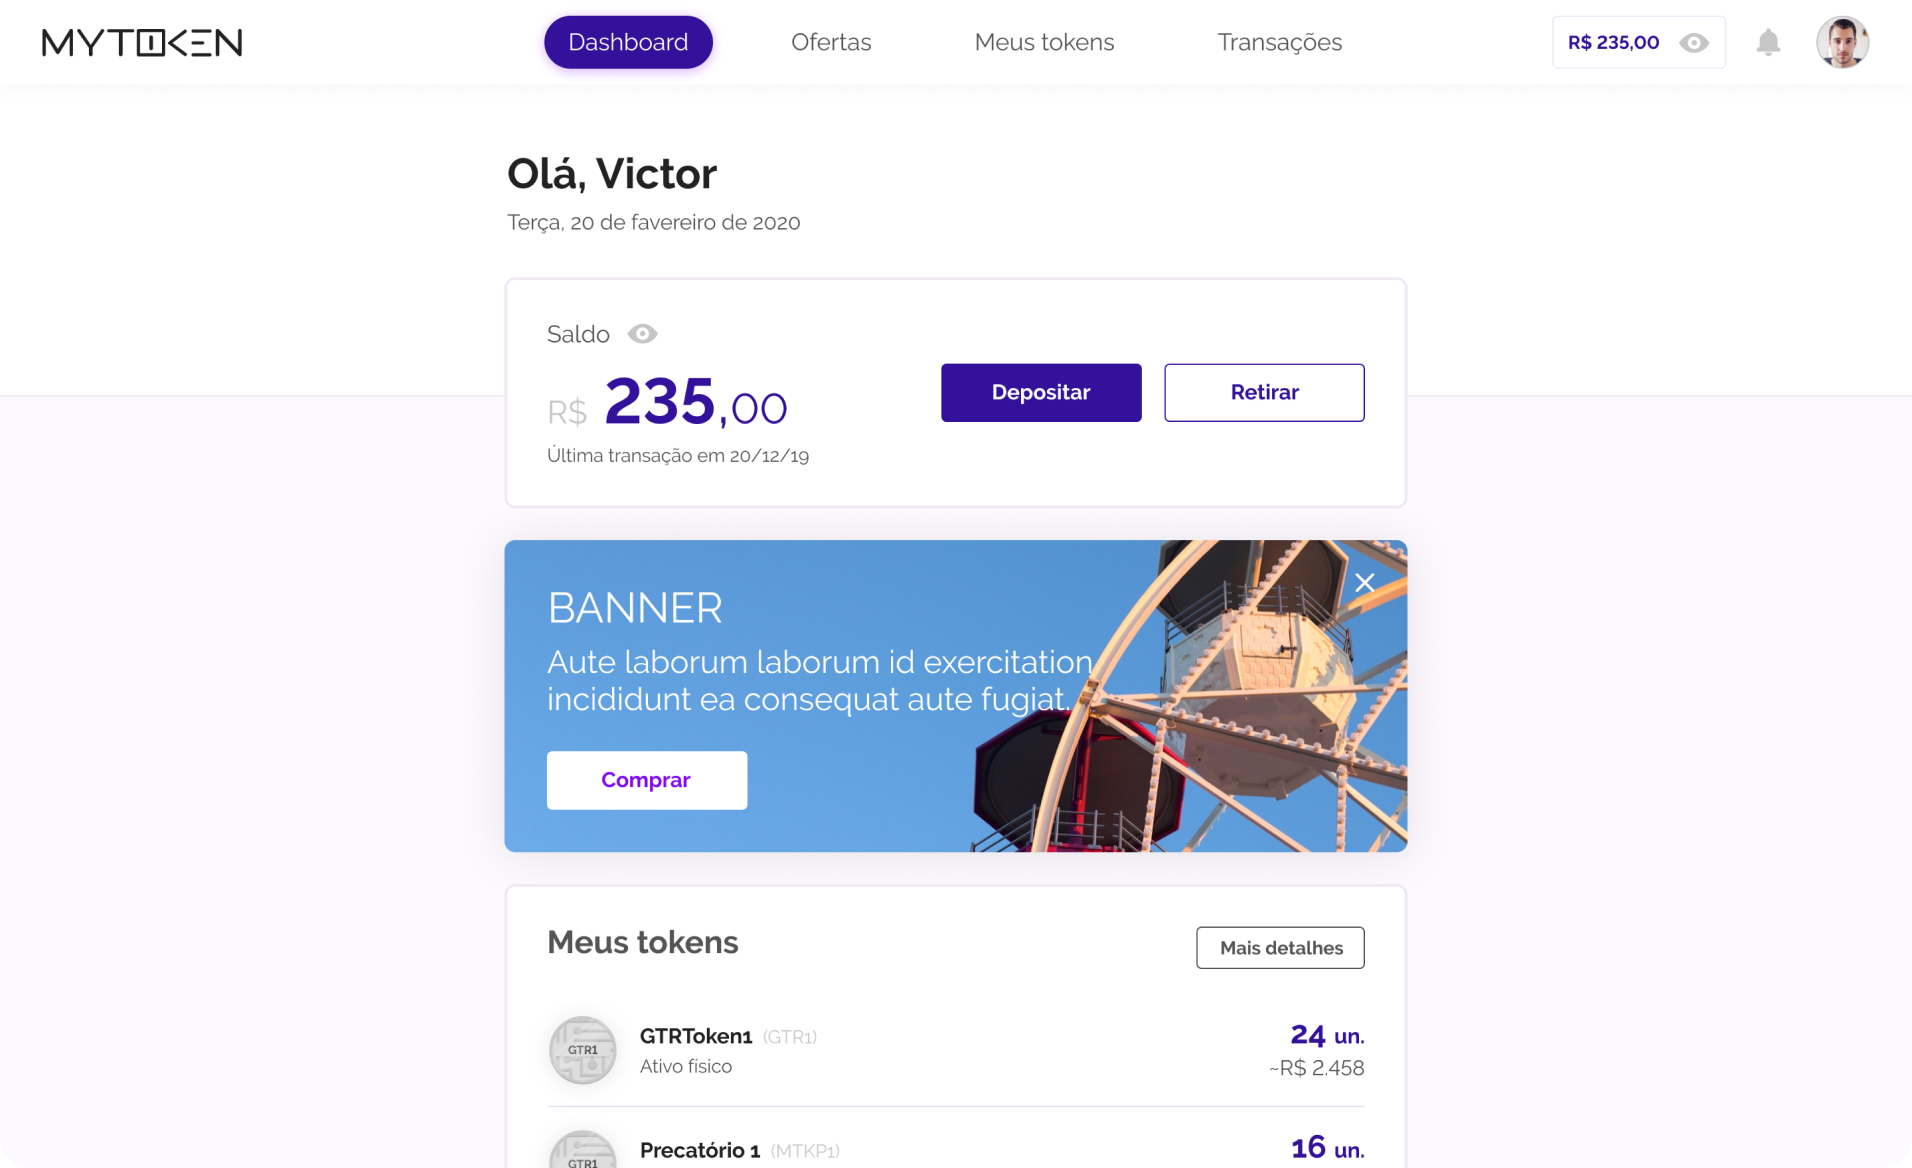 MYTOKEN
Dashboard
Ofertas
Meus tokens
Transações
R$ 235,00
Olá, Victor
Terça, 20 de favereiro de 2020
Saldo
R$ 235,00
Última transação em 20/12/19
Depositar
Retirar
BANNER
Aute laborum laborum id exercitation
incididunt ea consequat aute fugiat.
Comprar
Meus tokens
Mais detalhes
GTR1
GTRToken1 (GTR1)
Ativo físico
24 un.
~R$ 2.458
GTR1
Precatório 1 (MTKP1)
16 un.